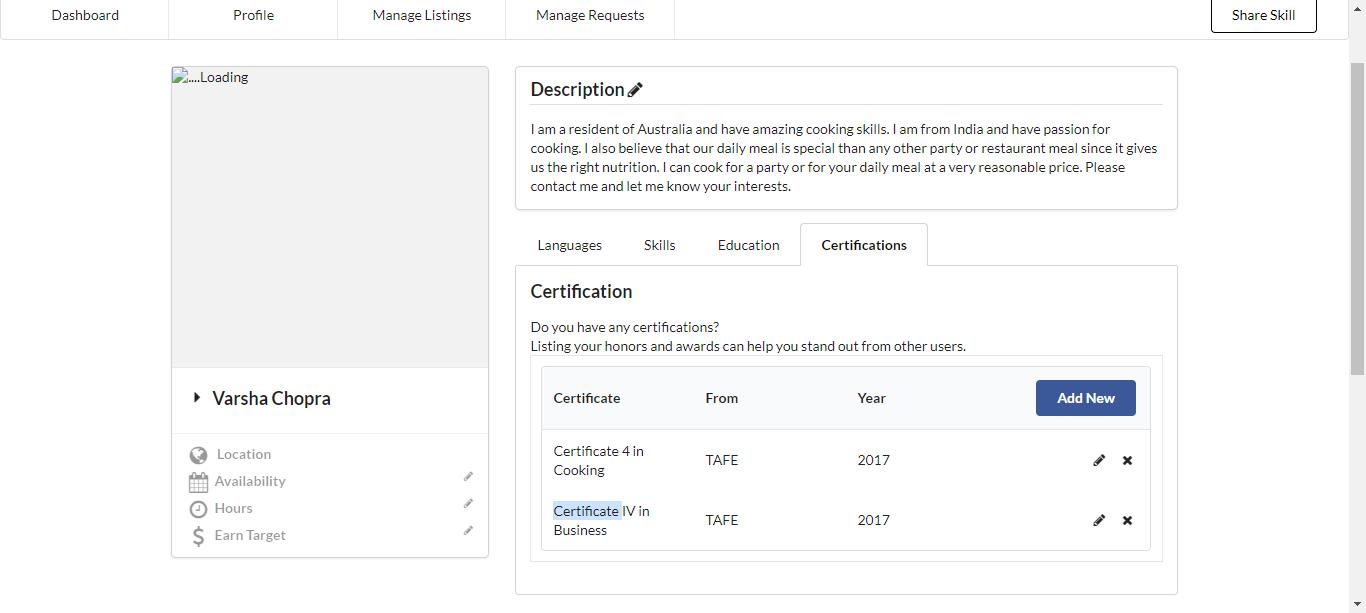 Dashboard
Profile
Manage Listings
Manage Requests
Share Skill
....Loading
Varsha Chopra
Location
Availability
Hours
Earn Target
Description
I am a resident of Australia and have amazing cooking skills. I am from India and have passion for
cooking. I also believe that our daily meal is special than any other party or restaurant meal since it gives
us the right nutrition. I can cook for a party or for your daily meal at a very reasonable price. Please
contact me and let me know your interests.
Languages
Skills
Education
Certifications
Certification
Do you have any certifications?
Listing your honors and awards can help you stand out from other users.
Certificate
From
Year
Add New
Certificate 4 in
Cooking
TAFE
2017
Certificate IV in
Business
TAFE
2017